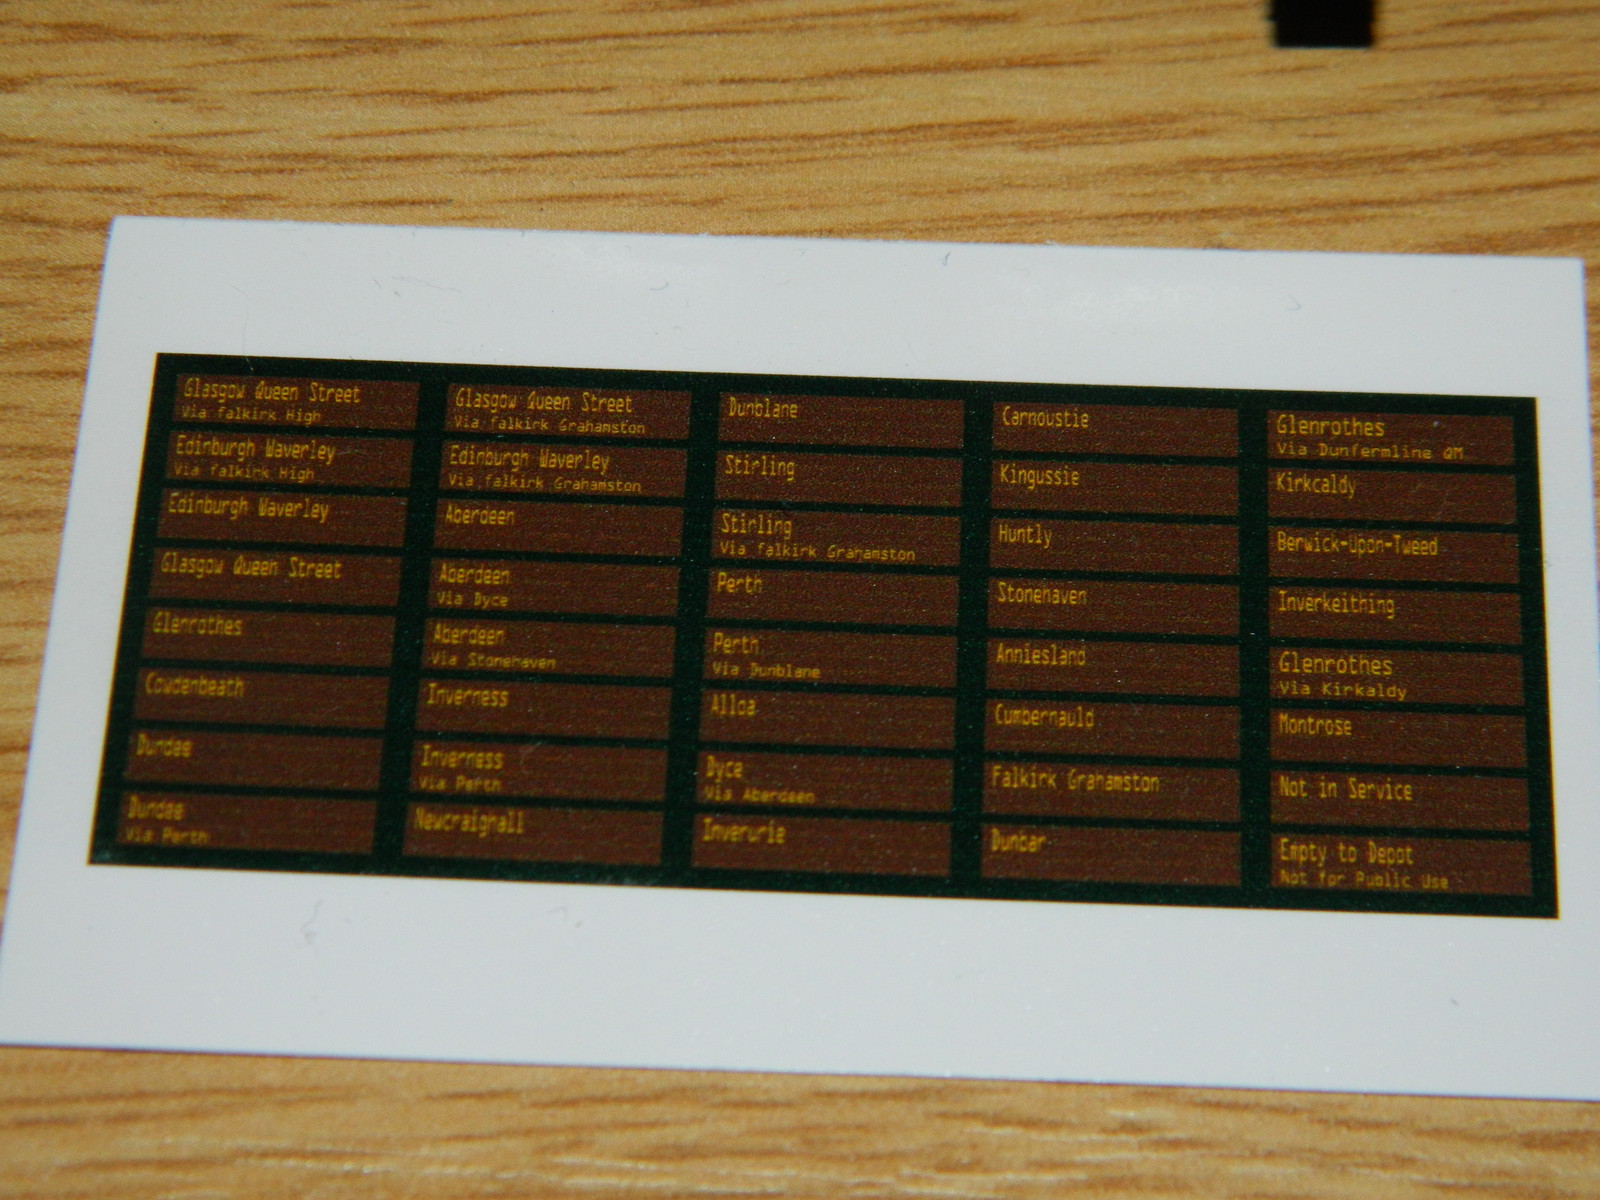 Glasgow Queen Street
Via falkirk High
Edinburgh Waverley
Via falkirk High
Edinburgh Waverley
Glasgow Queen Street
Glenrothes
Cowdenbeath
Dundee
Dundee
Via Perth
Glasgow Queen Street
Via falkirk Grahamston
Edinburgh Waverley
Via falkirk Grahamston
Aberdeen
Aberdeen
Via Dyce
Aberdeen
Via Stonehaven
Inverness
Inverness
Via Perth
Newcraighall
Dunblane
Stirling
Stirling
Via falkirk Grahamston
Perth
Perth
Via Dunblane
Alloa
Dyce
Via Aberdeen
Inverurie
Carnoustie
Kingussie
Huntly
Stonehaven
Anniesland
Cumbernauld
Falkirk Grahamston
Dunbar
Glenrothes
Via Dunfermline QM
Kirkcaldy
Berwick-Upon-Tweed
Inverkeithing
Glenrothes
Via Kirkaldy
Montrose
Not in Service
Empty to Depot
Not for Public Use